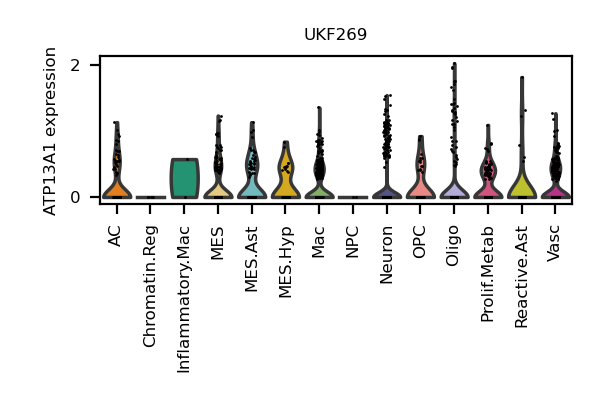 UKF269
ATP13A1 expression
2
0
AC
Chromatin.Reg
Inflammatory.Mac
MES
MES.Ast
MES.Hyp
Mac
NPC
Neuron
OPC
Oligo
Prolif.Metab
Reactive.Ast
Vasc